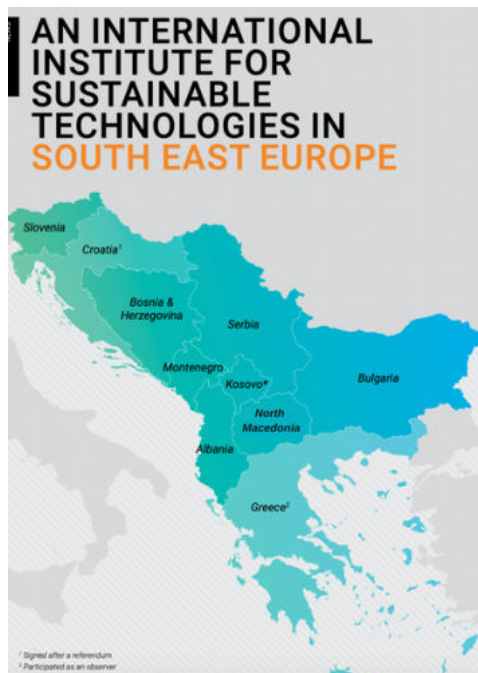 AN INTERNATIONAL
INSTITUTE FOR
SUSTAINABLE
TECHNOLOGIES IN
SOUTH EAST EUROPE
Slovenia
Croatia¹
Bosnia &
Herzegovina
Serbia
Montenegro
Kosovo*
Bulgaria
North
Macedonia
Albania
Greece²
¹ Signed after a referendum
² Participated as an observer